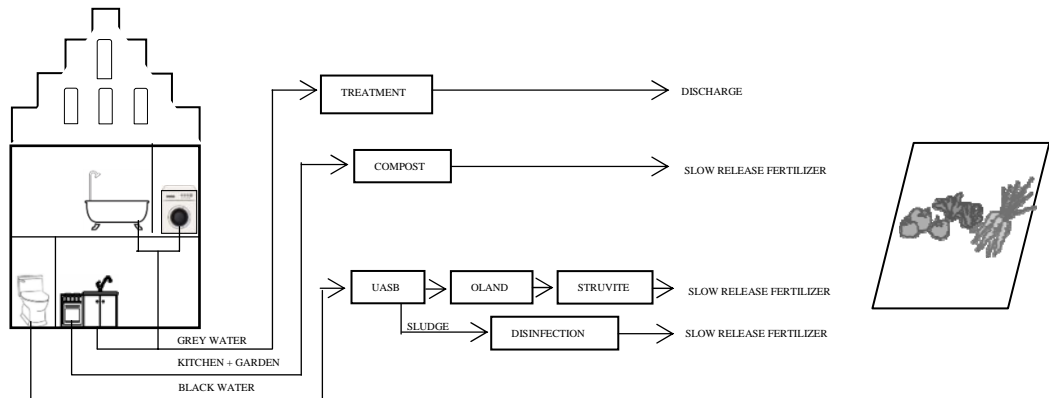 TREATMENT
DISCHARGE
COMPOST
SLOW RELEASE FERTILIZER
UASB
OLAND
STRUVITE
SLOW RELEASE FERTILIZER
SLUDGE
DISINFECTION
SLOW RELEASE FERTILIZER
GREY WATER
KITCHEN + GARDEN
BLACK WATER